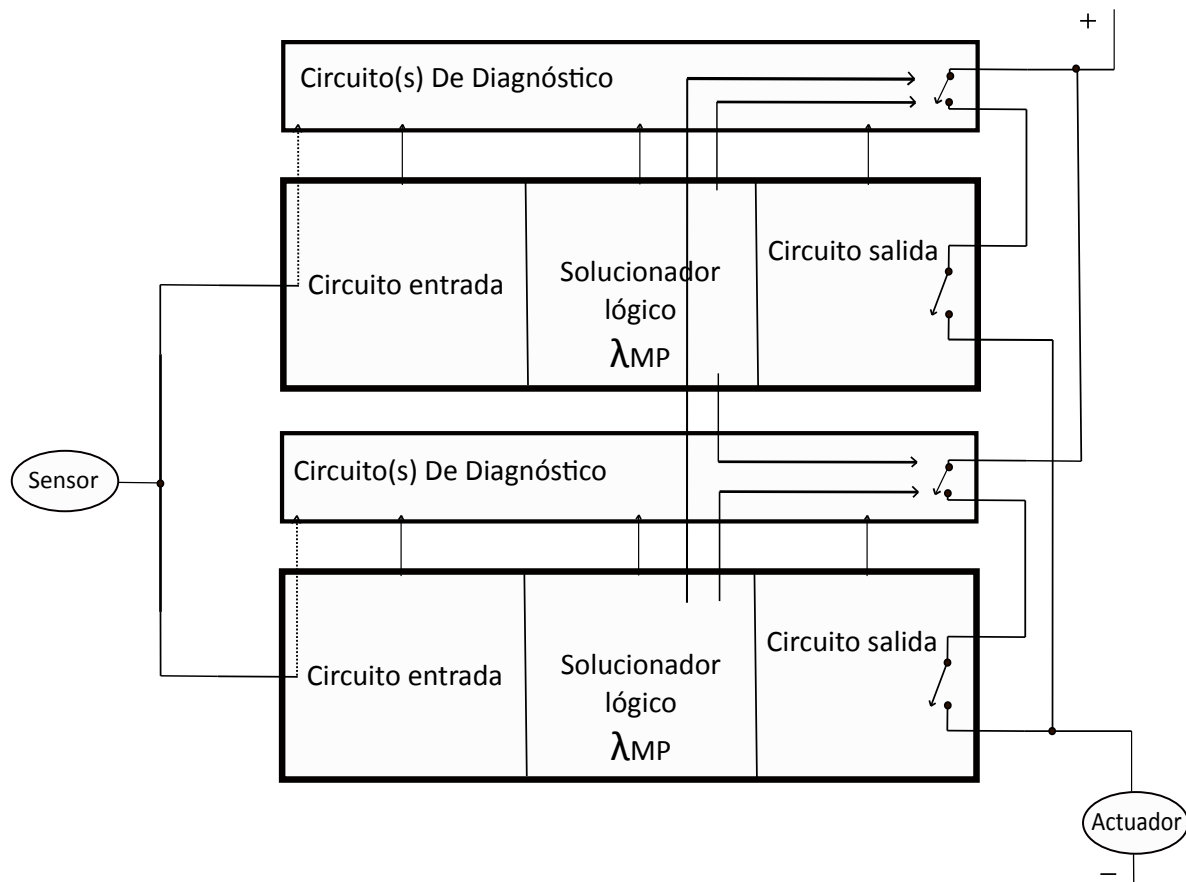 +
Circuito(s) De Diagnóstico
Circuito entrada
Solucionador
lógico
λMP
Circuito salida
Sensor
Circuito(s) De Diagnóstico
Circuito entrada
Solucionador
lógico
λMP
Circuito salida
Actuador
−